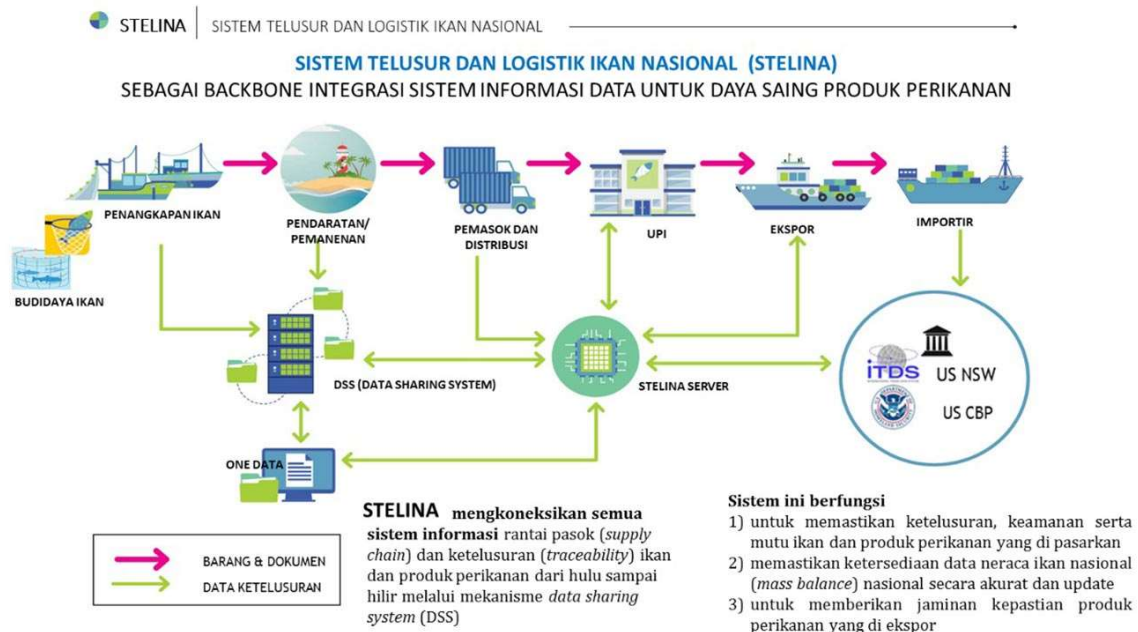 STELINA SISTEM TELUSUR DAN LOGISTIK IKAN NASIONAL
SISTEM TELUSUR DAN LOGISTIK IKAN NASIONAL (STELINA)
SEBAGAI BACKBONE INTEGRASI SISTEM INFORMASI DATA UNTUK DAYA SAING PRODUK PERIKANAN
PENANGKAPAN IKAN
PENDARATAN/
PEMANENAN
PEMASOK DAN
DISTRIBUSI
UPI
EKSPOR
IMPORTIR
BUDIDAYA IKAN
DSS (DATA SHARING SYSTEM)
STELINA SERVER
iTDS
US NSW
US CBP
ONE DATA
BARANG & DOKUMEN
DATA KETELUSURAN
STELINA mengkoneksikan semua
sistem informasi rantai pasok (supply
chain) dan ketelusuran (traceability) ikan
dan produk perikanan dari hulu sampai
hilir melalui mekanisme data sharing
system (DSS)
Sistem ini berfungsi
1) untuk memastikan ketelusuran, keamanan serta
mutu ikan dan produk perikanan yang di pasarkan
2) memastikan ketersediaan data neraca ikan nasional
(mass balance) nasional secara akurat dan update
3) untuk memberikan jaminan kepastian produk
perikanan yang di ekspor